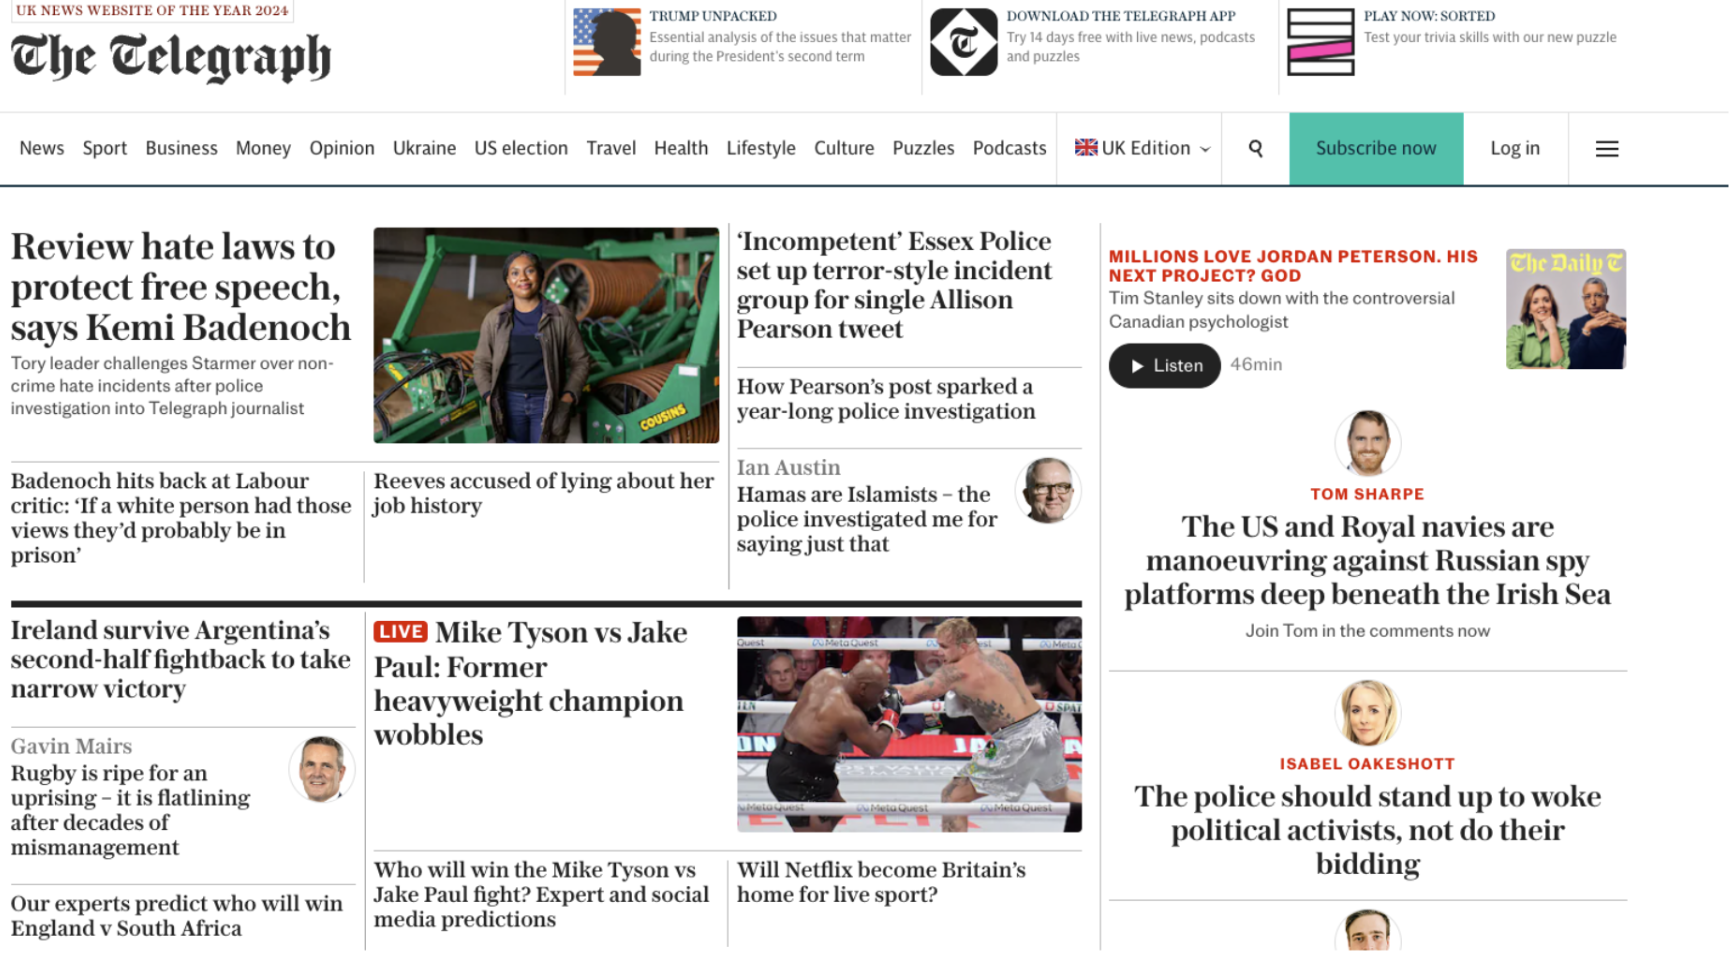 UK NEWS WEBSITE OF THE YEAR 2024
The Telegraph
TRUMP UNPACKED
Essential analysis of the issues that matter
during the President's second term
DOWNLOAD THE TELEGRAPH APP
Try 14 days free with live news, podcasts
and puzzles
PLAY NOW: SORTED
Test your trivia skills with our new puzzle
News Sport Business Money Opinion Ukraine US election Travel Health Lifestyle Culture Puzzles Podcasts UK Edition Subscribe now Log in
Review hate laws to
protect free speech,
says Kemi Badenoch
Tory leader challenges Starmer over non-
crime hate incidents after police
investigation into Telegraph journalist
COUSINS
Badenoch hits back at Labour
critic: ‘If a white person had those
views they’d probably be in
prison’
Reeves accused of lying about her
job history
‘Incompetent’ Essex Police
set up terror-style incident
group for single Allison
Pearson tweet
How Pearson’s post sparked a
year-long police investigation
Ian Austin
Hamas are Islamists – the
police investigated me for
saying just that
MILLIONS LOVE JORDAN PETERSON. HIS
NEXT PROJECT? GOD
Tim Stanley sits down with the controversial
Canadian psychologist
Listen 46min
The Daily T
TOM SHARPE
The US and Royal navies are
manoeuvring against Russian spy
platforms deep beneath the Irish Sea
Join Tom in the comments now
ISABEL OAKESHOTT
The police should stand up to woke
political activists, not do their
bidding
Ireland survive Argentina’s
second-half fightback to take
narrow victory
Gavin Mairs
Rugby is ripe for an
uprising – it is flatlining
after decades of
mismanagement
Our experts predict who will win
England v South Africa
LIVE Mike Tyson vs Jake
Paul: Former
heavyweight champion
wobbles
Meta Quest
Meta Quest Meta Quest Meta Quest
Who will win the Mike Tyson vs
Jake Paul fight? Expert and social
media predictions
Will Netflix become Britain’s
home for live sport?